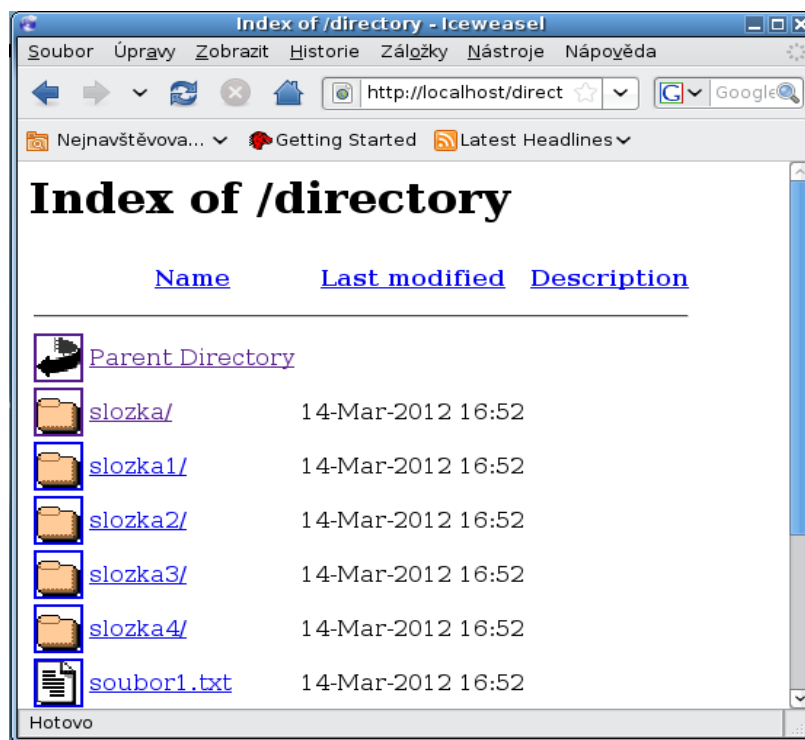 Index of /directory - Iceweasel
Soubor Úpravy Zobrazit Historie Záložky Nástroje Nápověda
http://localhost/direct G Google
Nejnavštěvova... Getting Started Latest Headlines
Index of /directory
Name Last modified Description
Parent Directory
slozka/ 14-Mar-2012 16:52
slozka1/ 14-Mar-2012 16:52
slozka2/ 14-Mar-2012 16:52
slozka3/ 14-Mar-2012 16:52
slozka4/ 14-Mar-2012 16:52
soubor1.txt 14-Mar-2012 16:52
Hotovo